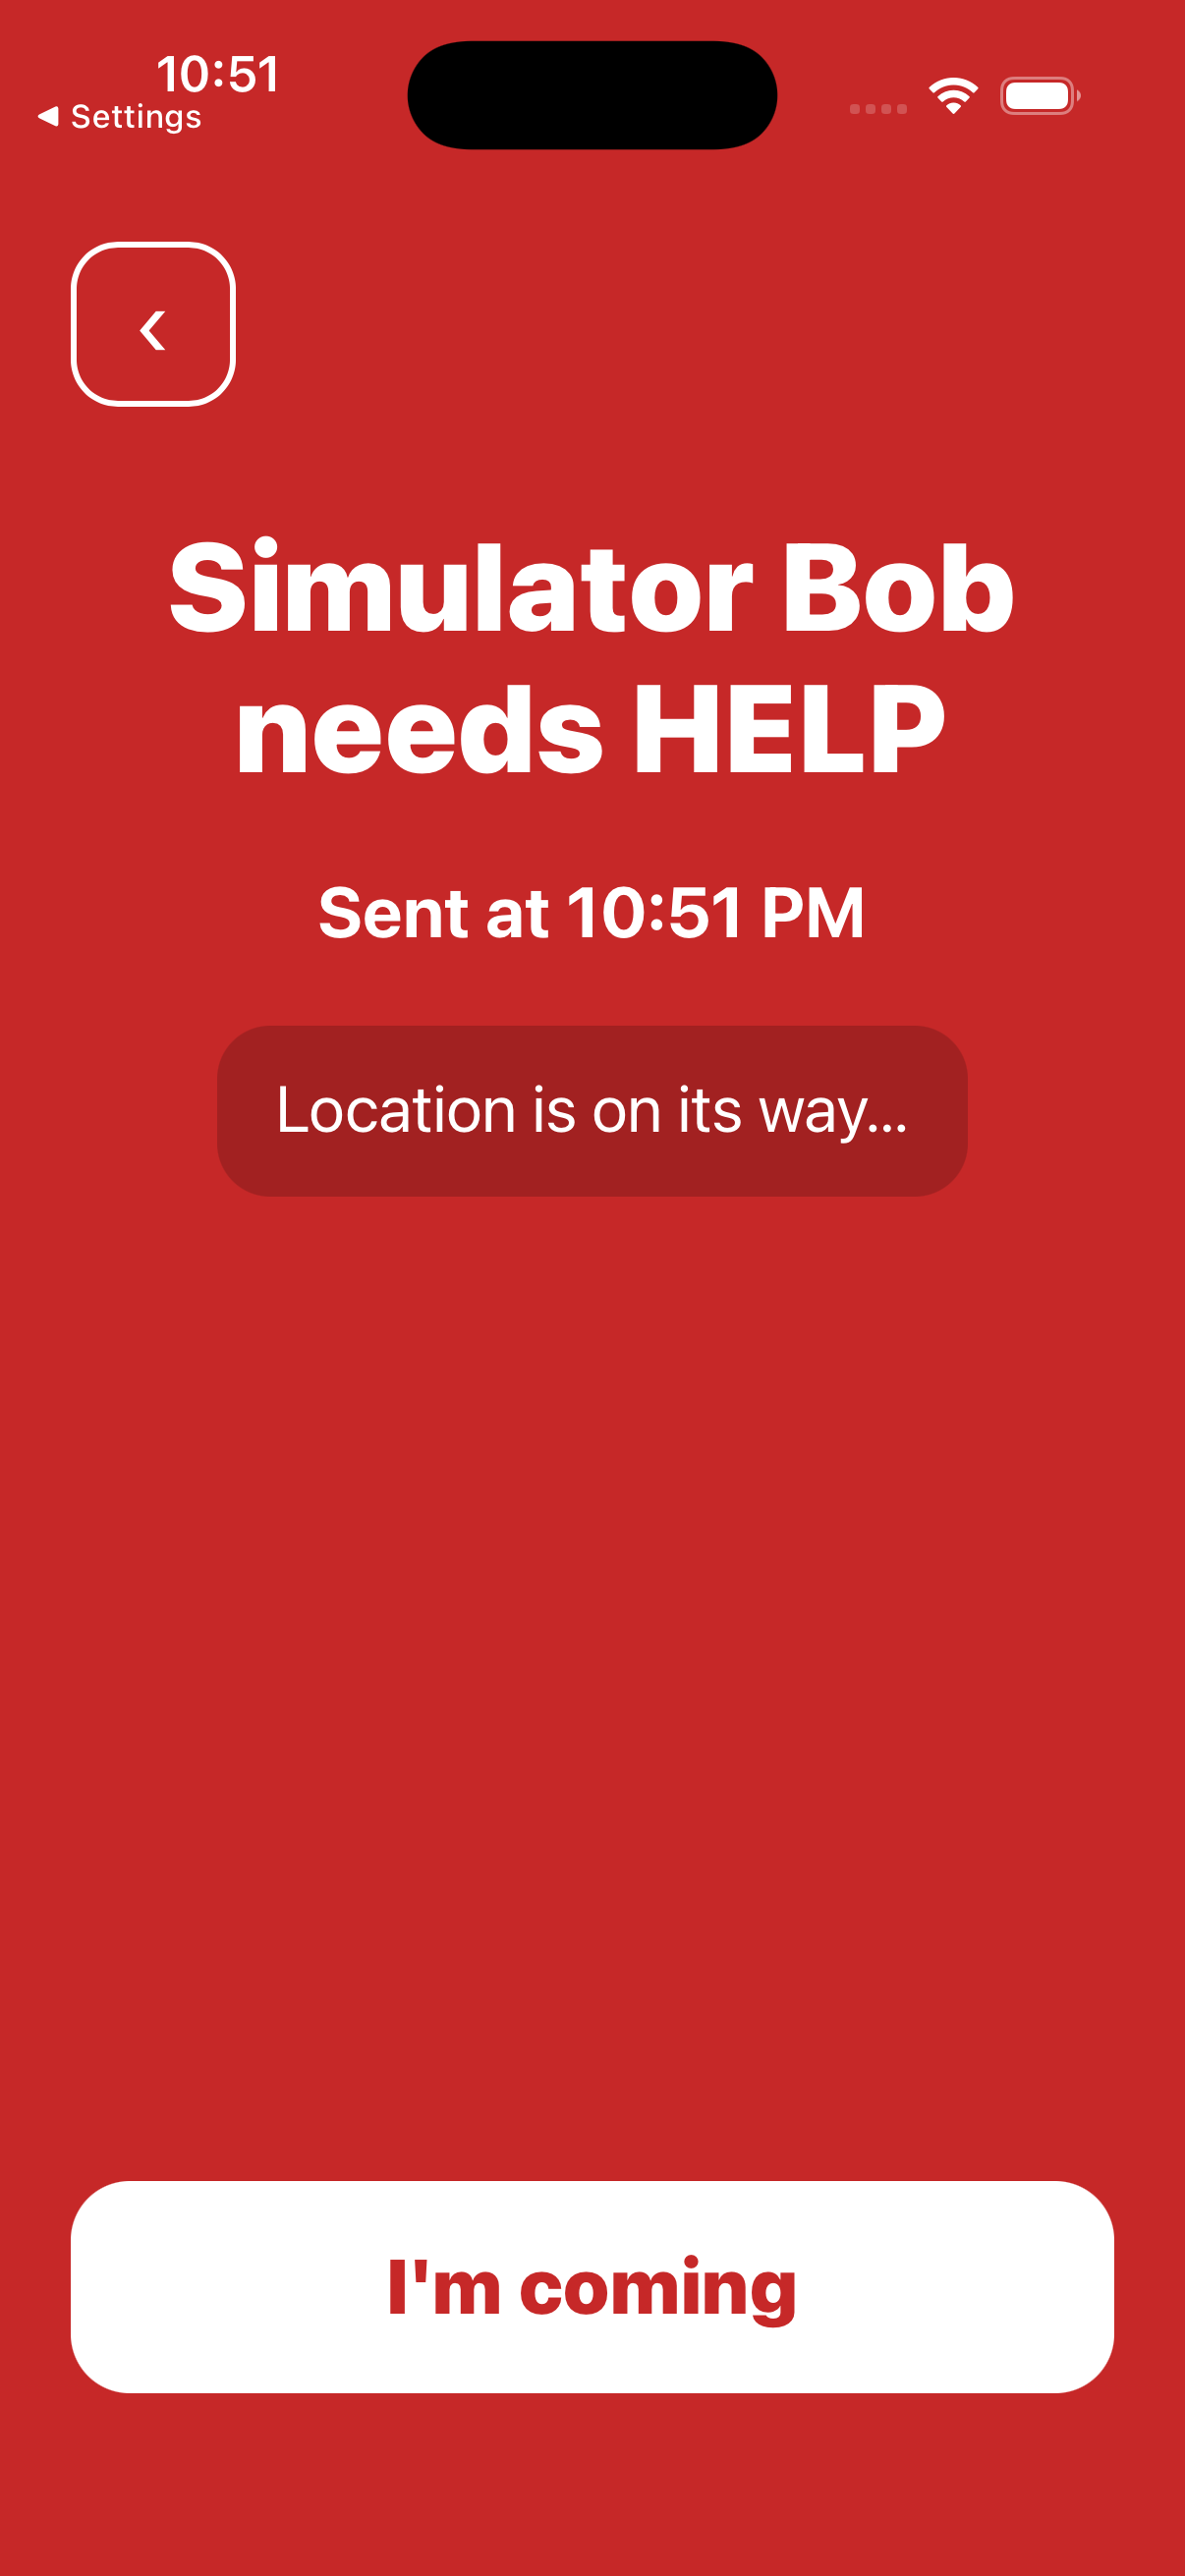 10:51
◀ Settings
‹
Simulator Bob
needs HELP
Sent at 10:51 PM
Location is on its way...
I'm coming